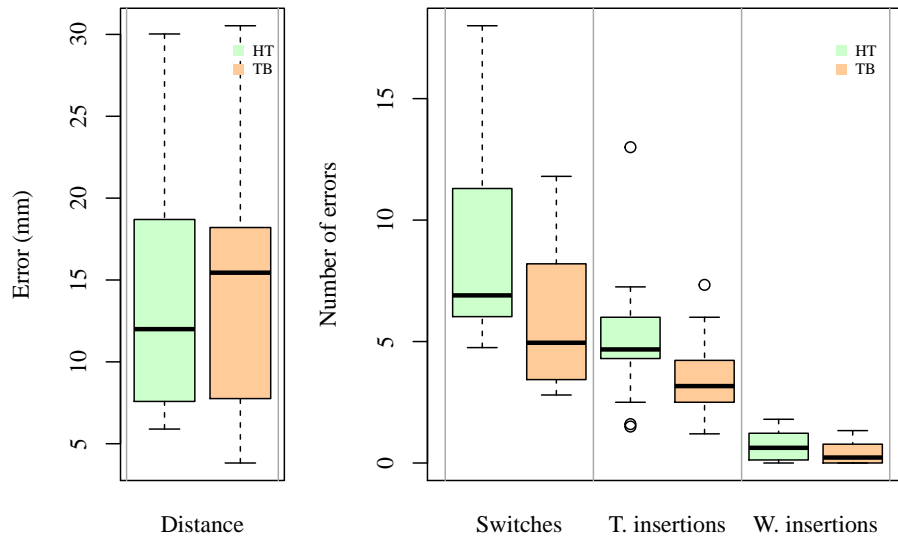 Error (mm)
30
25
20
15
10
5
HT
TB
Distance
Number of errors
15
10
5
0
HT
TB
Switches
T. insertions
W. insertions